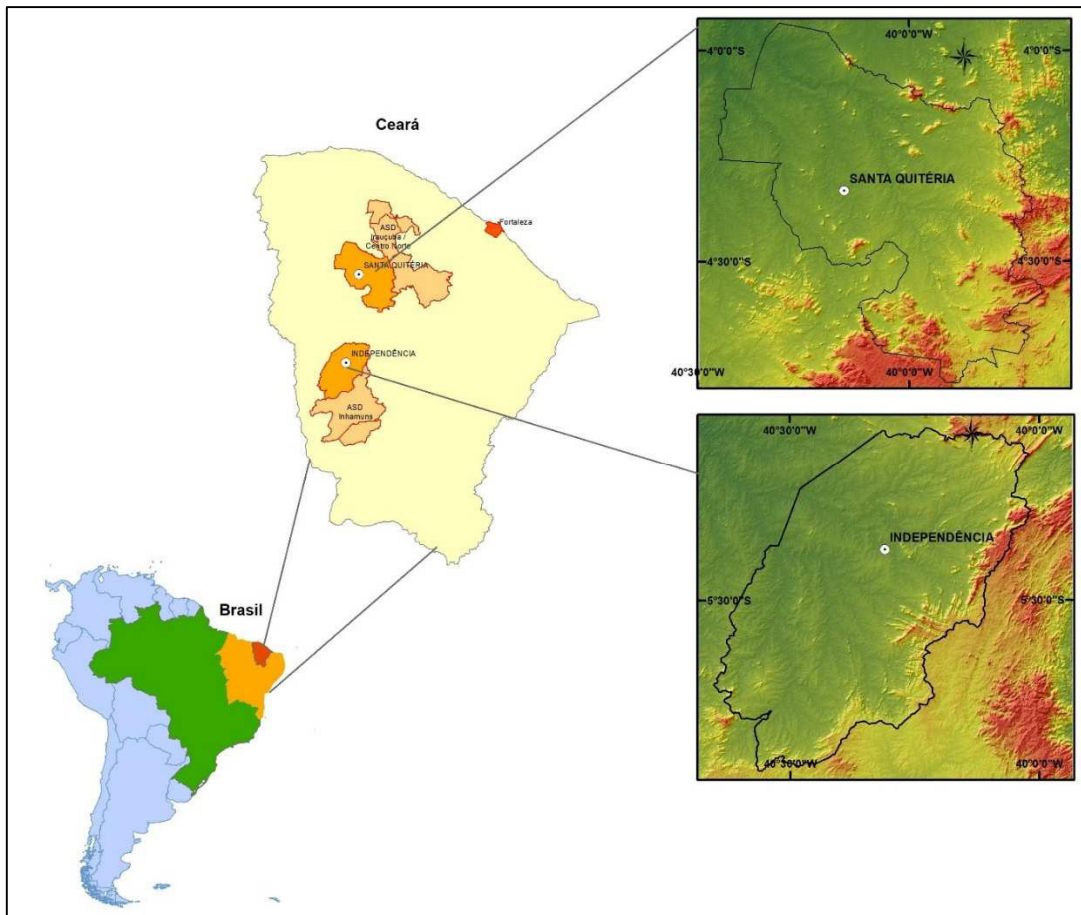 Ceará
Fortaleza
ASD
Irauçuba /
Centro Norte
SANTA QUITÉRIA
INDEPENDÊNCIA
ASD
Inhamuns
Brasil
40°0'0"W
4°0'0"S
4°0'0"S
SANTA QUITÉRIA
4°30'0"S
4°30'0"S
40°30'0"W
40°0'0"W
40°30'0"W
40°0'0"W
INDEPENDÊNCIA
5°30'0"S
5°30'0"S
40°30'0"W
40°0'0"W